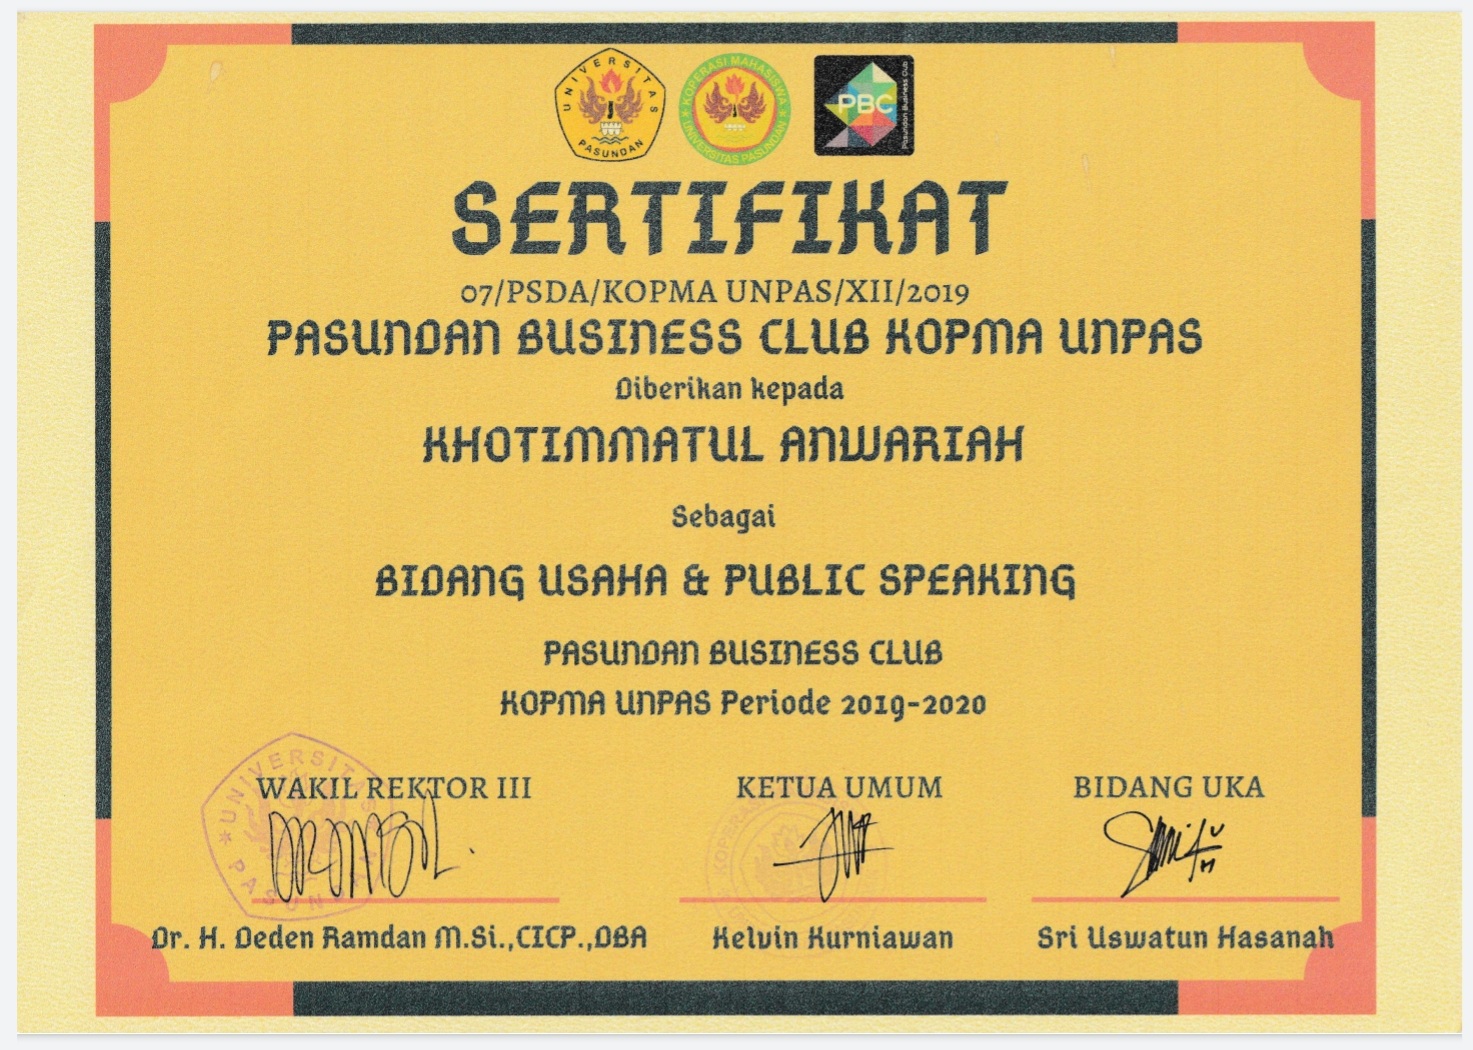 UNIVERSITAS PASUNDAN
KOPERASI MAHASISWA UNIVERSITAS PASUNDAN
PBC
Pasundan Business Club
SERTIFIKAT
07/PSDA/KOPMA UNPAS/XII/2019
PASUNDAN BUSINESS CLUB KOPMA UNPAS
Diberikan kepada
KHOTIMMATUL ANWARIAH
Sebagai
BIDANG USAHA & PUBLIC SPEAKING
PASUNDAN BUSINESS CLUB
KOPMA UNPAS Periode 2019-2020
WAKIL REKTOR III KETUA UMUM BIDANG UKA
UNIVERSITAS PASUNDAN
KOPERASI
Dr. H. Deden Ramdan M.Si.,CICP.,DBA Kelvin Kurniawan Sri Uswatun Hasanah